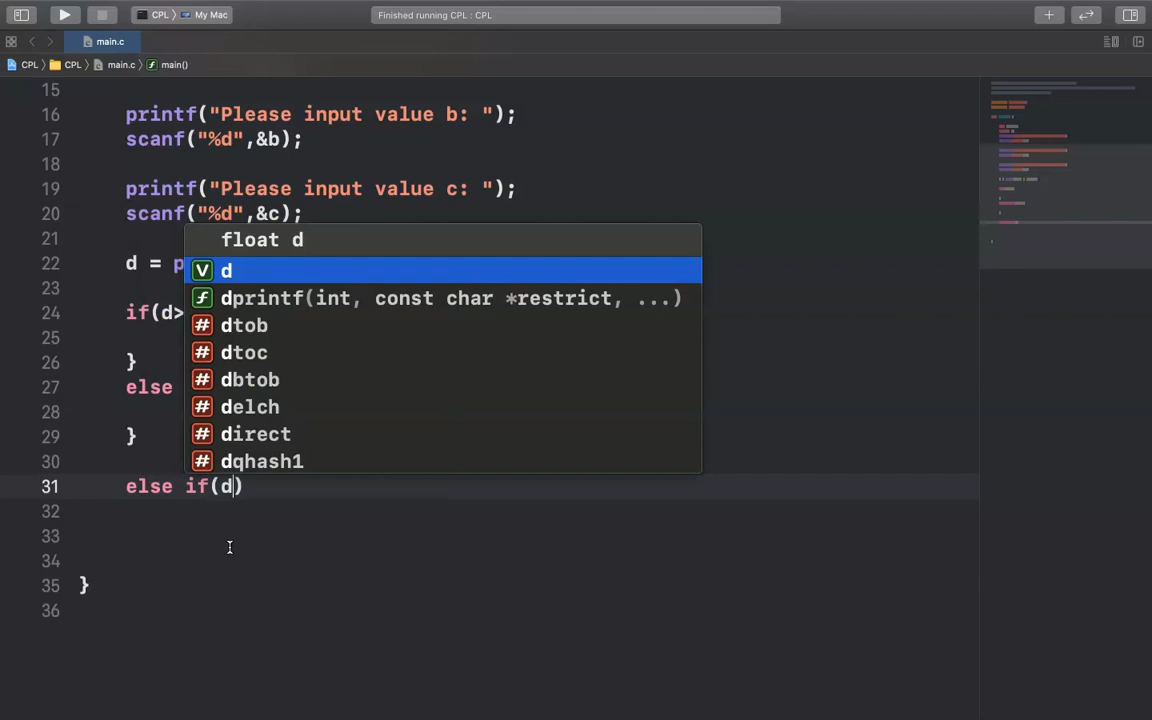 CPL 〉 My Mac
Finished running CPL : CPL
main.c
CPL 〉 CPL 〉 main.c 〉 main()
15
16 printf("Please input value b: ");
17 scanf("%d",&b);
18
19 printf("Please input value c: ");
20 scanf("%d",&c);
21
float d
22 d = p
d
23
dprintf(int, const char *restrict, ...)
24 if(d>
dtob
25
dtoc
26 }
27 else
dbtob
28
delch
29 }
direct
30
dqhash1
31 else if(d)
32
33
34
35 }
36